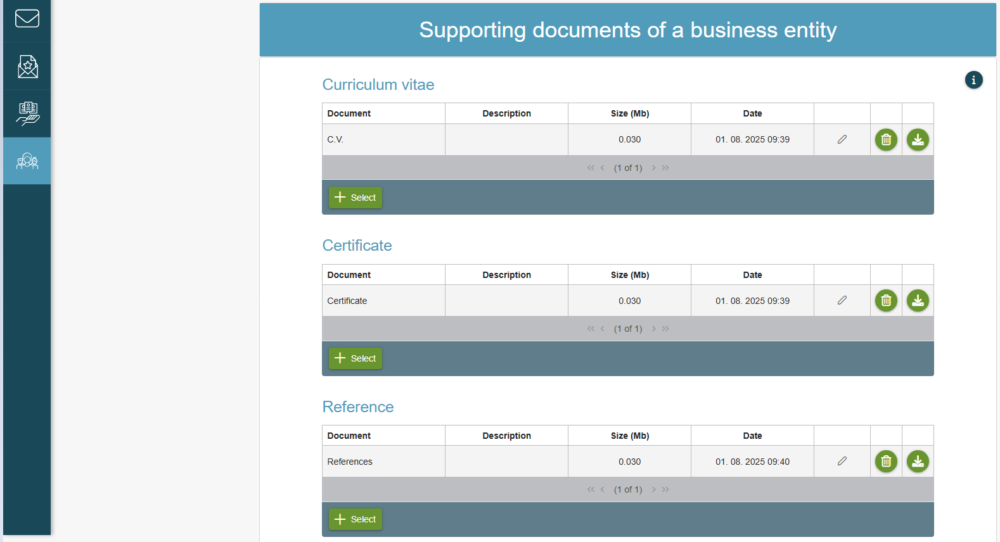 Supporting documents of a business entity
Curriculum vitae
Document Description Size (Mb) Date
C.V. 0.030 01. 08. 2025 09:39
(1 of 1)
Select
Certificate
Document Description Size (Mb) Date
Certificate 0.030 01. 08. 2025 09:39
(1 of 1)
Select
Reference
Document Description Size (Mb) Date
References 0.030 01. 08. 2025 09:40
(1 of 1)
Select